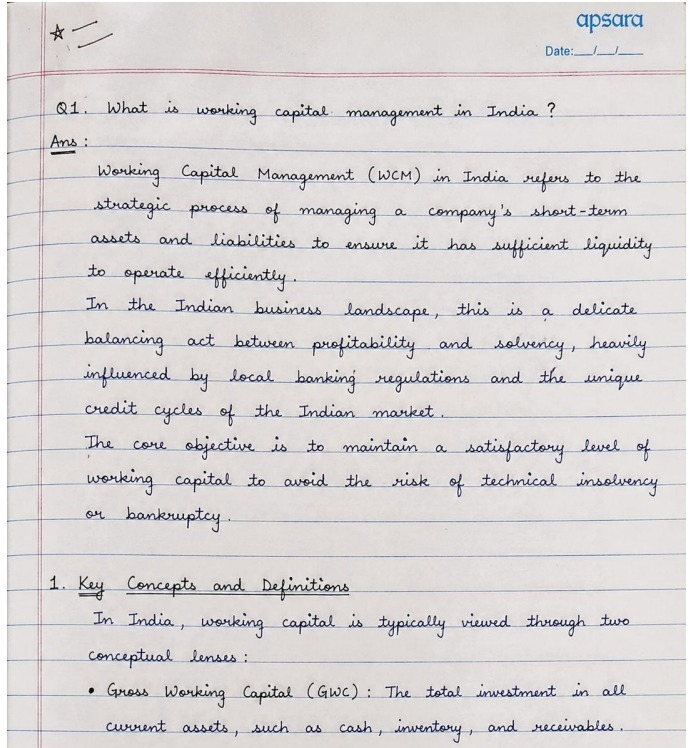 apsara
Date:__/__/__
Q1. What is working capital management in India ?
Ans :
Working Capital Management (WCM) in India refers to the
strategic process of managing a company's short-term
assets and liabilities to ensure it has sufficient liquidity
to operate efficiently.
In the Indian business landscape, this is a delicate
balancing act between profitability and solvency, heavily
influenced by local banking regulations and the unique
credit cycles of the Indian market.
The core objective is to maintain a satisfactory level of
working capital to avoid the risk of technical insolvency
or bankruptcy.
1. Key Concepts and Definitions
In India, working capital is typically viewed through two
conceptual lenses :
• Gross Working Capital (GWC) : The total investment in all
current assets, such as cash, inventory, and receivables.